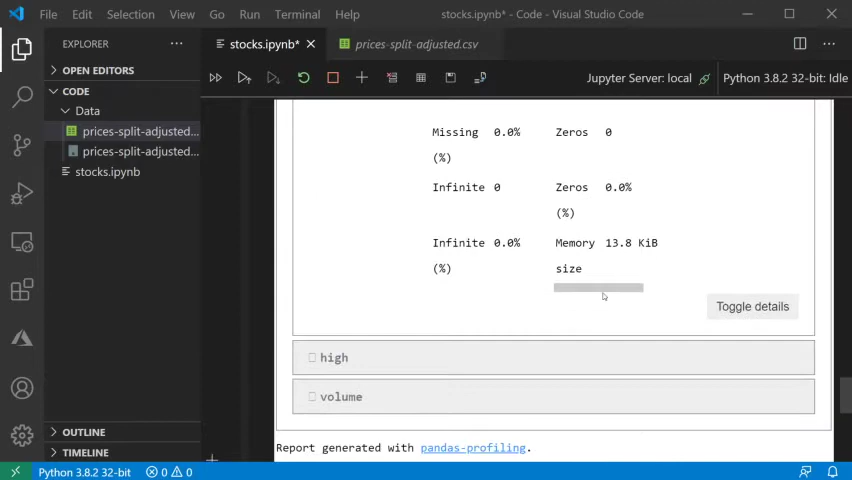 File Edit Selection View Go Run Terminal Help stocks.ipynb* - Code - Visual Studio Code
EXPLORER
stocks.ipynb*
prices-split-adjusted.csv
OPEN EDITORS
CODE
Data
prices-split-adjusted...
prices-split-adjusted...
stocks.ipynb
Jupyter Server: local
Python 3.8.2 32-bit: Idle
Missing 0.0% Zeros 0
(%)
Infinite 0 Zeros 0.0%
(%)
Infinite 0.0% Memory 13.8 KiB
(%) size
Toggle details
high
volume
Report generated with pandas-profiling.
OUTLINE
TIMELINE
Python 3.8.2 32-bit 0 0